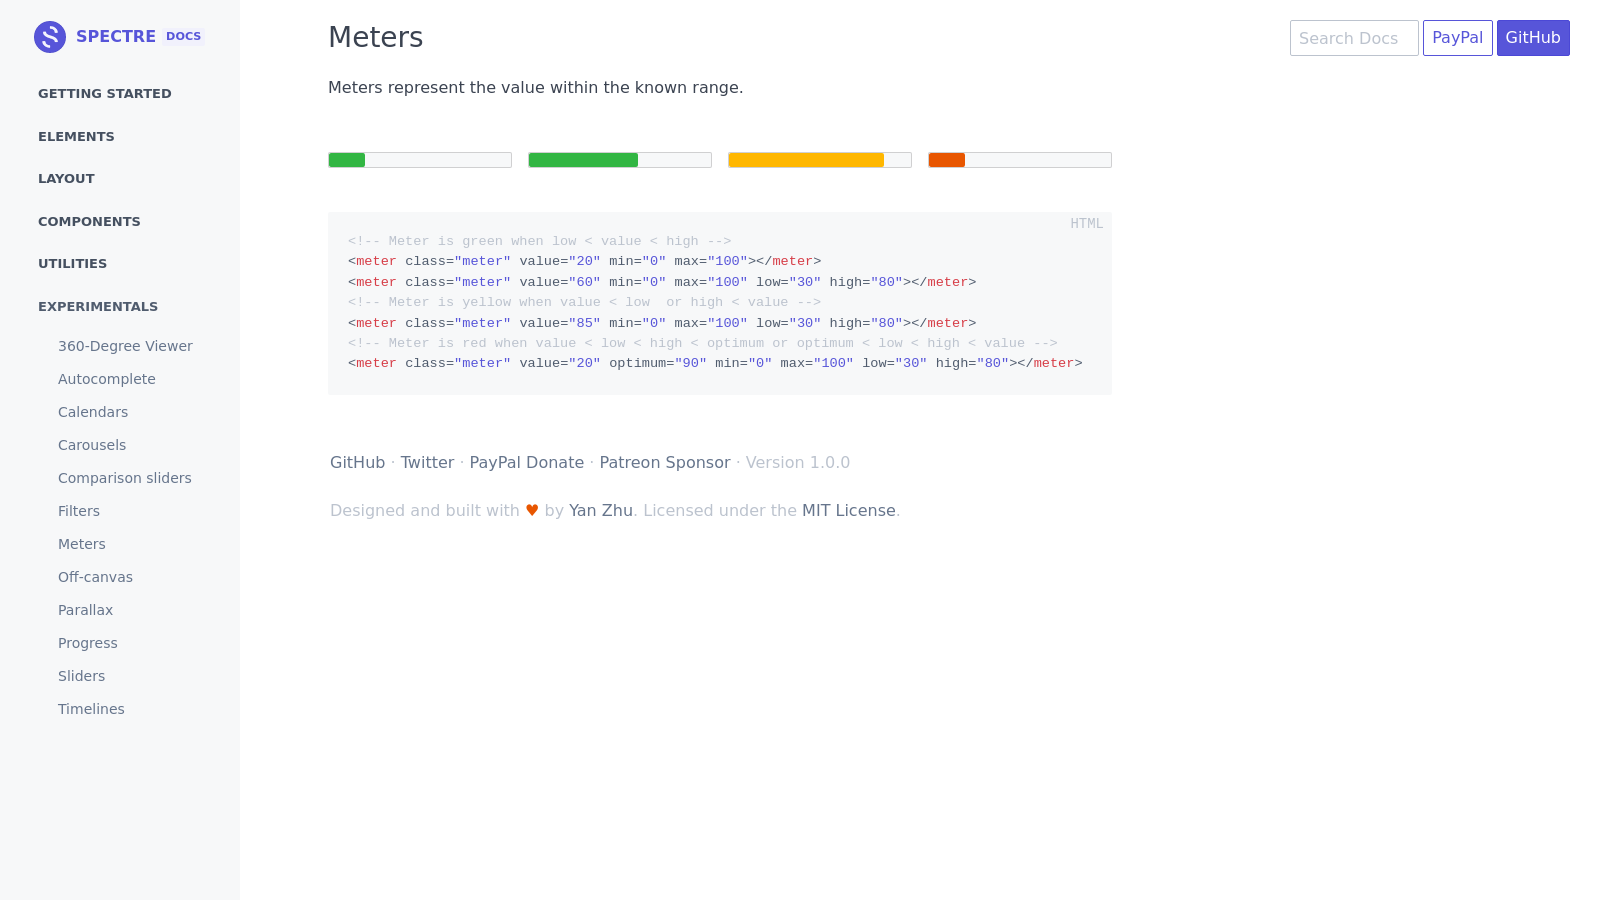 SPECTRE DOCS
GETTING STARTED
ELEMENTS
LAYOUT
COMPONENTS
UTILITIES
EXPERIMENTALS
360-Degree Viewer
Autocomplete
Calendars
Carousels
Comparison sliders
Filters
Meters
Off-canvas
Parallax
Progress
Sliders
Timelines
Meters
Search Docs PayPal GitHub
Meters represent the value within the known range.
HTML
<!-- Meter is green when low < value < high -->
<meter class="meter" value="20" min="0" max="100"></meter>
<meter class="meter" value="60" min="0" max="100" low="30" high="80"></meter>
<!-- Meter is yellow when value < low  or high < value -->
<meter class="meter" value="85" min="0" max="100" low="30" high="80"></meter>
<!-- Meter is red when value < low < high < optimum or optimum < low < high < value -->
<meter class="meter" value="20" optimum="90" min="0" max="100" low="30" high="80"></meter>
GitHub · Twitter · PayPal Donate · Patreon Sponsor · Version 1.0.0
Designed and built with ♥ by Yan Zhu. Licensed under the MIT License.